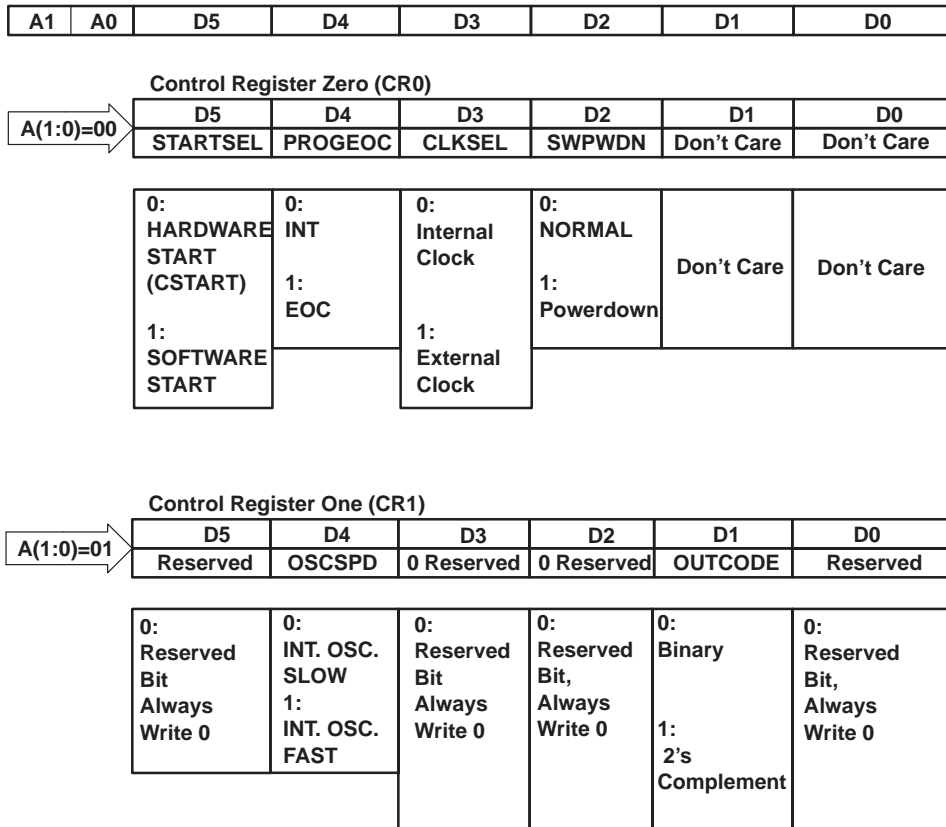 A1 A0 D5 D4 D3 D2 D1 D0
Control Register Zero (CR0)
A(1:0)=00
D5 D4 D3 D2 D1 D0
STARTSEL PROGEOC CLKSEL SWPWDN Don't Care Don't Care
0:
HARDWARE
START
(CSTART)
1:
SOFTWARE
START
0:
INT
1:
EOC
0:
Internal
Clock
1:
External
Clock
0:
NORMAL
1:
Powerdown
Don't Care
Don't Care
Control Register One (CR1)
A(1:0)=01
D5 D4 D3 D2 D1 D0
Reserved OSCSPD 0 Reserved 0 Reserved OUTCODE Reserved
0:
Reserved
Bit
Always
Write 0
0:
INT. OSC.
SLOW
1:
INT. OSC.
FAST
0:
Reserved
Bit
Always
Write 0
0:
Reserved
Bit,
Always
Write 0
0:
Binary
1:
2's
Complement
0:
Reserved
Bit,
Always
Write 0